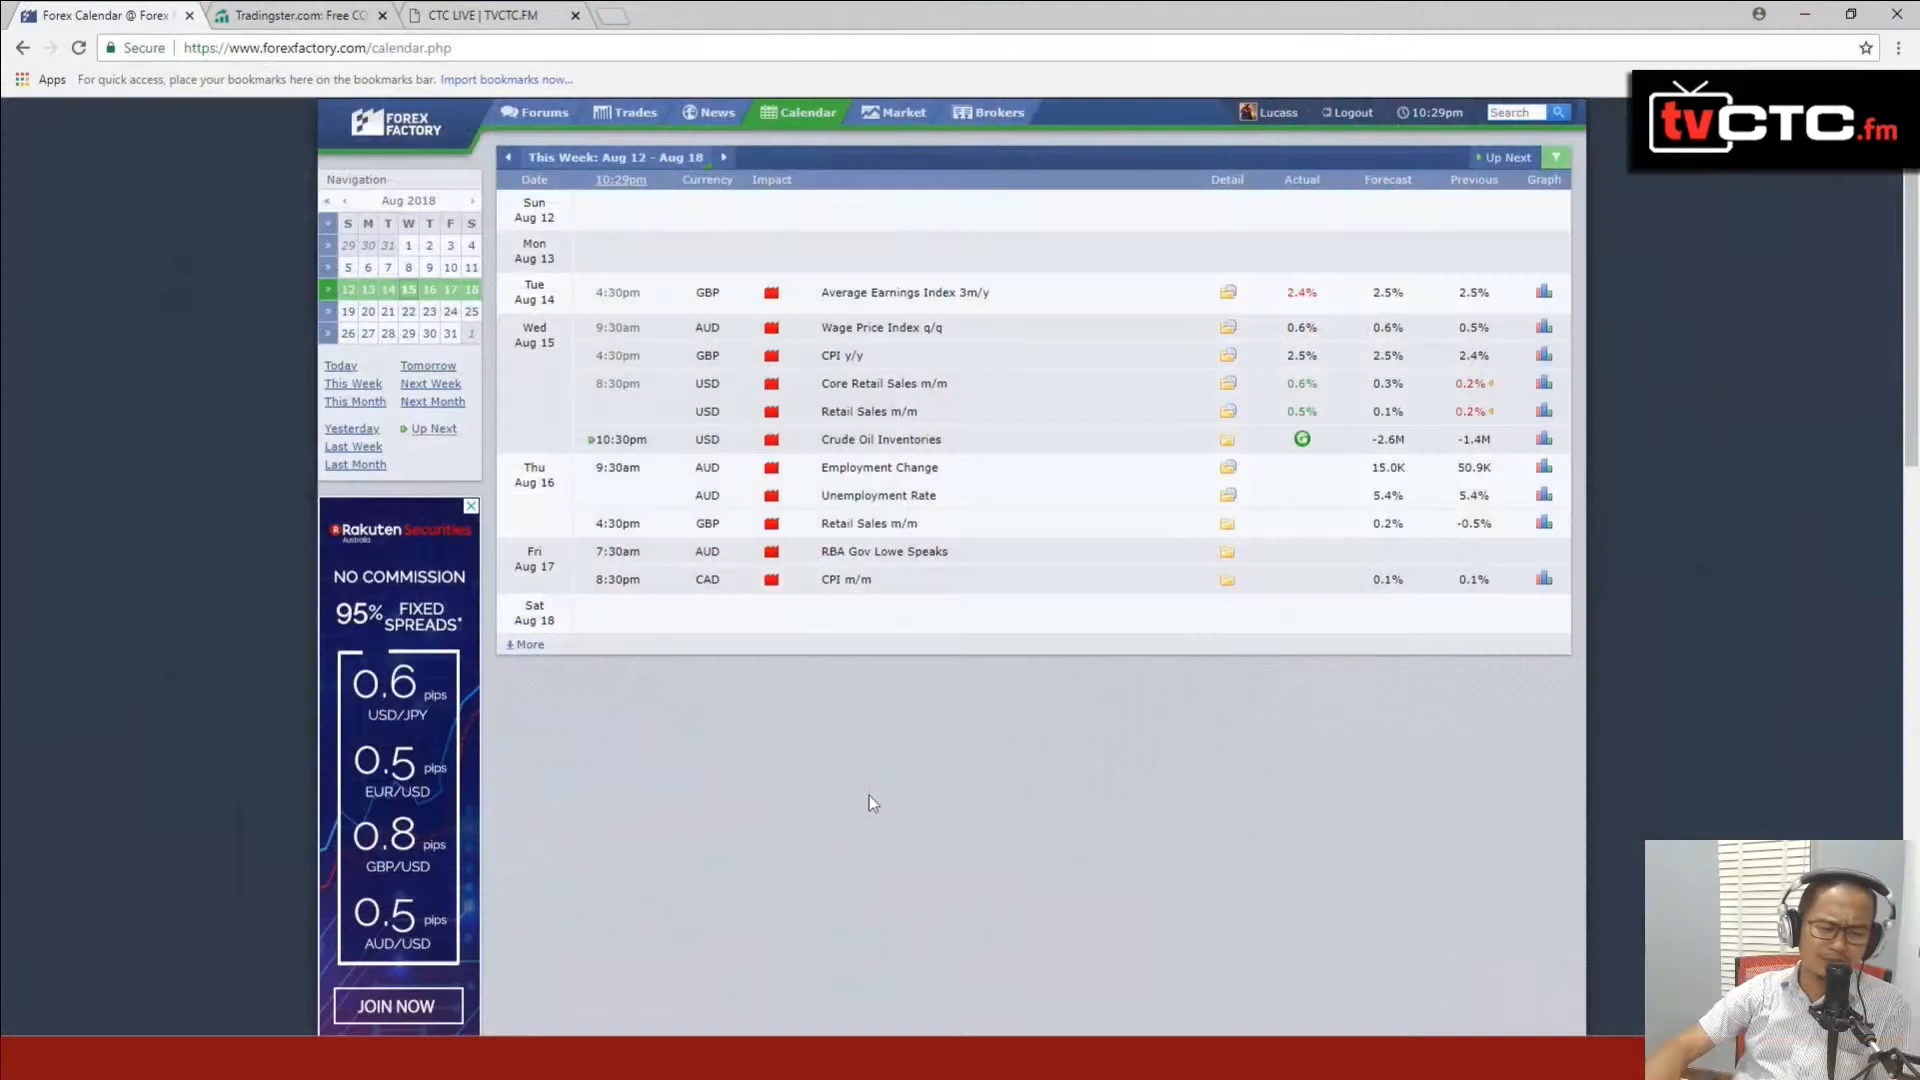 Forex Calendar @ Forex
Tradingster.com: Free CO
CTC LIVE | TVCTC.FM
Secure
https://www.forexfactory.com/calendar.php
Apps
For quick access, place your bookmarks here on the bookmarks bar. Import bookmarks now...
tvCTC.fm
FOREX
FACTORY
Forums
Trades
News
Calendar
Market
Brokers
Lucass
Logout
10:29pm
Search
Navigation
« ‹ Aug 2018 ›
S M T W T F S
29 30 31 1 2 3 4
5 6 7 8 9 10 11
12 13 14 15 16 17 18
19 20 21 22 23 24 25
26 27 28 29 30 31 1
Today Tomorrow
This Week Next Week
This Month Next Month
Yesterday Up Next
Last Week
Last Month
This Week: Aug 12 - Aug 18
Up Next
Date 10:29pm Currency Impact Detail Actual Forecast Previous Graph
Sun
Aug 12
Mon
Aug 13
Tue
Aug 14
4:30pm GBP Average Earnings Index 3m/y 2.4% 2.5% 2.5%
Wed
Aug 15
9:30am AUD Wage Price Index q/q 0.6% 0.6% 0.5%
4:30pm GBP CPI y/y 2.5% 2.5% 2.4%
8:30pm USD Core Retail Sales m/m 0.6% 0.3% 0.2%
USD Retail Sales m/m 0.5% 0.1% 0.2%
10:30pm USD Crude Oil Inventories -2.6M -1.4M
Thu
Aug 16
9:30am AUD Employment Change 15.0K 50.9K
AUD Unemployment Rate 5.4% 5.4%
4:30pm GBP Retail Sales m/m 0.2% -0.5%
Fri
Aug 17
7:30am AUD RBA Gov Lowe Speaks
8:30pm CAD CPI m/m 0.1% 0.1%
Sat
Aug 18
More
R Rakuten Securities
Australia
NO COMMISSION
95% FIXED
SPREADS*
0.6 pips
USD/JPY
0.5 pips
EUR/USD
0.8 pips
GBP/USD
0.5 pips
AUD/USD
JOIN NOW